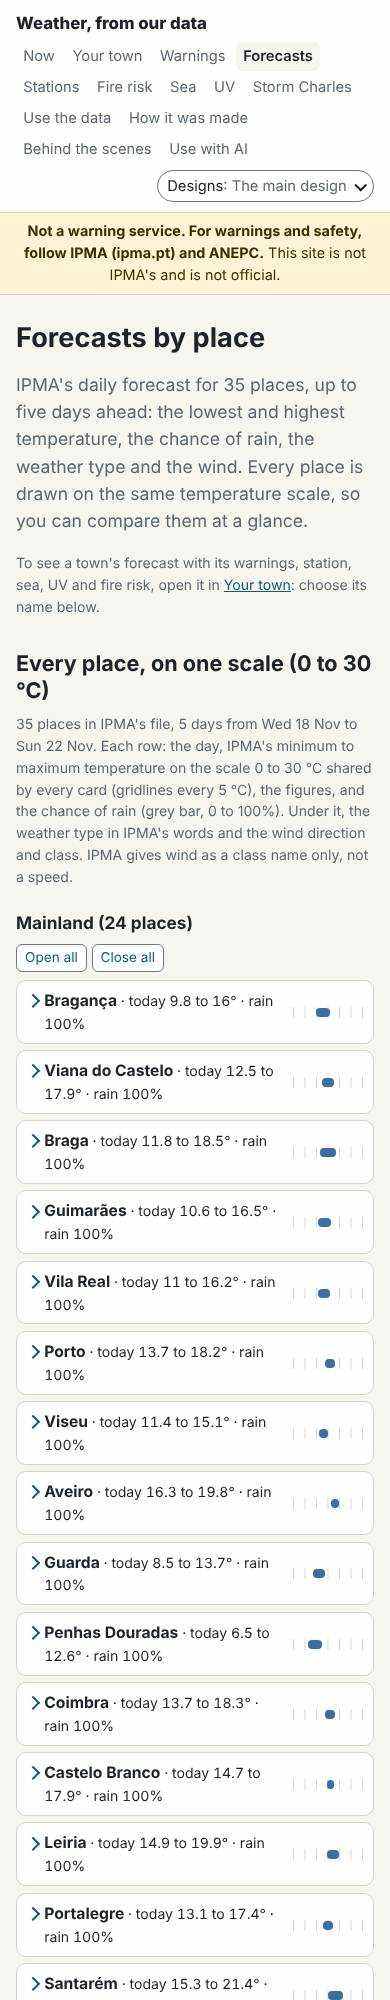 Weather, from our data
Now Your town Warnings Forecasts
Stations Fire risk Sea UV Storm Charles
Use the data How it was made
Behind the scenes Use with AI
Designs: The main design
Not a warning service. For warnings and safety,
follow IPMA (ipma.pt) and ANEPC. This site is not
IPMA's and is not official.
Forecasts by place
IPMA's daily forecast for 35 places, up to
five days ahead: the lowest and highest
temperature, the chance of rain, the
weather type and the wind. Every place is
drawn on the same temperature scale, so
you can compare them at a glance.
To see a town's forecast with its warnings, station,
sea, UV and fire risk, open it in Your town: choose its
name below.
Every place, on one scale (0 to 30
°C)
35 places in IPMA's file, 5 days from Wed 18 Nov to
Sun 22 Nov. Each row: the day, IPMA's minimum to
maximum temperature on the scale 0 to 30 °C shared
by every card (gridlines every 5 °C), the figures, and
the chance of rain (grey bar, 0 to 100%). Under it, the
weather type in IPMA's words and the wind direction
and class. IPMA gives wind as a class name only, not
a speed.
Mainland (24 places)
Open all Close all
Bragança · today 9.8 to 16° · rain
100%
Viana do Castelo · today 12.5 to
17.9° · rain 100%
Braga · today 11.8 to 18.5° · rain
100%
Guimarães · today 10.6 to 16.5° ·
rain 100%
Vila Real · today 11 to 16.2° · rain
100%
Porto · today 13.7 to 18.2° · rain
100%
Viseu · today 11.4 to 15.1° · rain
100%
Aveiro · today 16.3 to 19.8° · rain
100%
Guarda · today 8.5 to 13.7° · rain
100%
Penhas Douradas · today 6.5 to
12.6° · rain 100%
Coimbra · today 13.7 to 18.3° ·
rain 100%
Castelo Branco · today 14.7 to
17.9° · rain 100%
Leiria · today 14.9 to 19.9° · rain
100%
Portalegre · today 13.1 to 17.4° ·
rain 100%
Santarém · today 15.3 to 21.4° ·